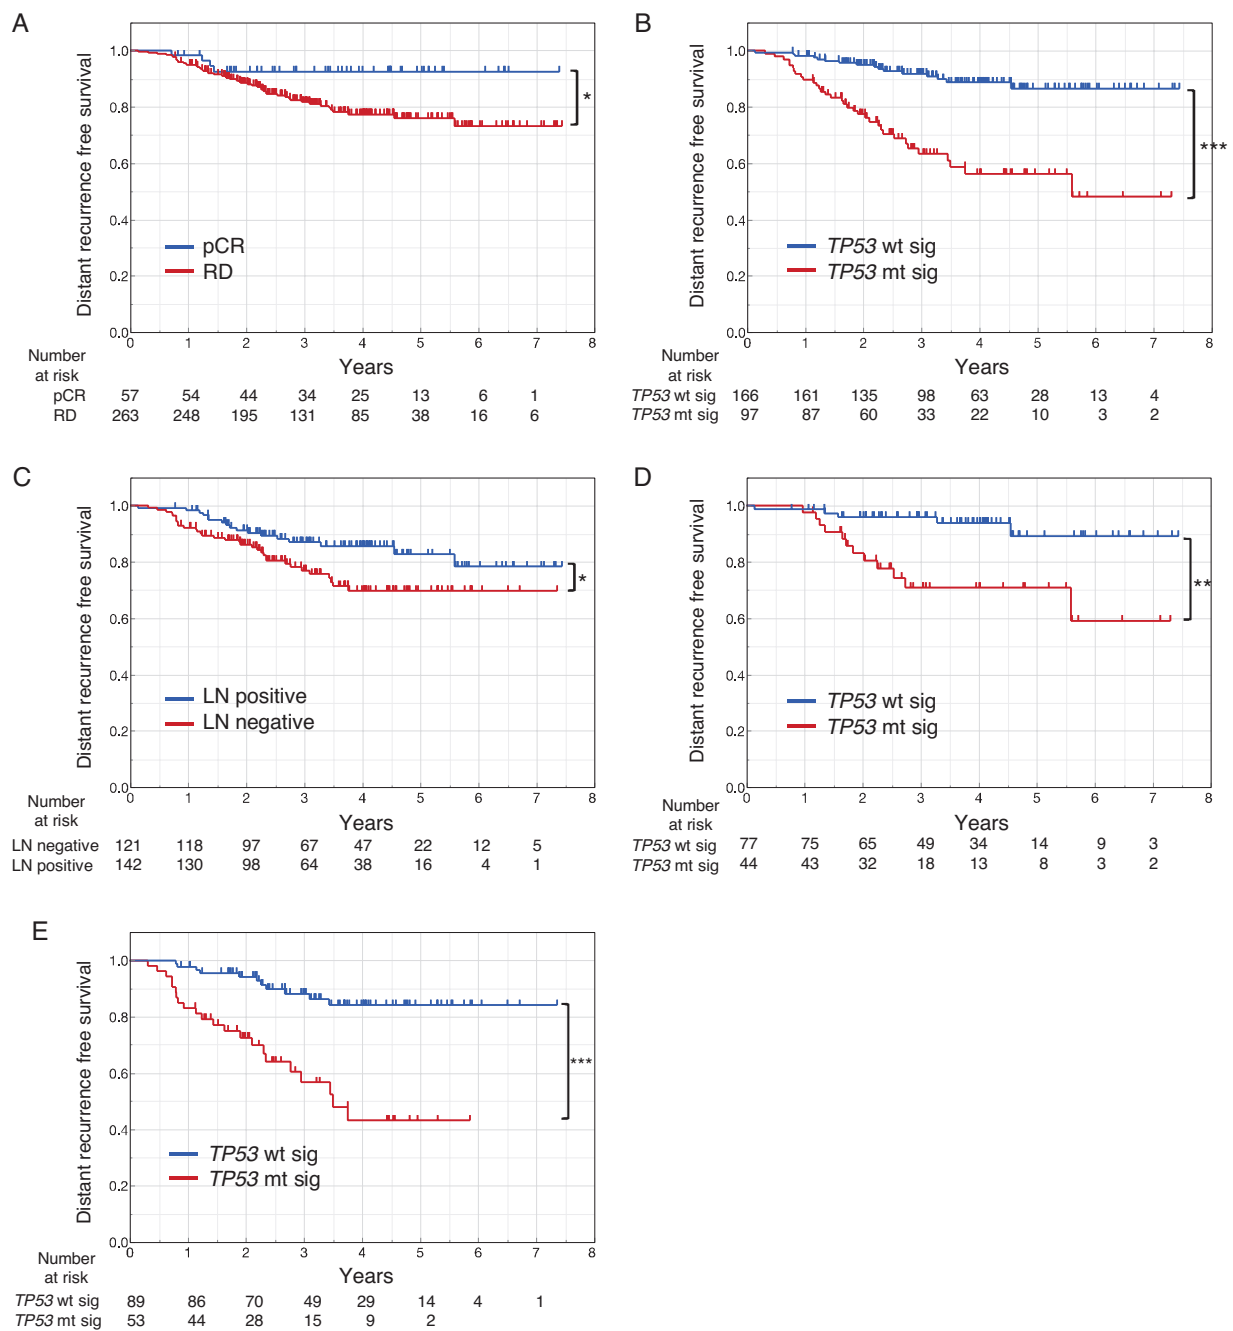 A
Distant recurrence free survival
1.0
0.8
0.6
0.4
0.2
0.0
pCR
RD
0 1 2 3 4 5 6 7 8
Years
Number
at risk
pCR 57 54 44 34 25 13 6 1
RD 263 248 195 131 85 38 16 6
*
B
Distant recurrence free survival
1.0
0.8
0.6
0.4
0.2
0.0
TP53 wt sig
TP53 mt sig
0 1 2 3 4 5 6 7 8
Years
Number
at risk
TP53 wt sig 166 161 135 98 63 28 13 4
TP53 mt sig 97 87 60 33 22 10 3 2
***
C
Distant recurrence free survival
1.0
0.8
0.6
0.4
0.2
0.0
LN positive
LN negative
0 1 2 3 4 5 6 7 8
Years
Number
at risk
LN negative 121 118 97 67 47 22 12 5
LN positive 142 130 98 64 38 16 4 1
*
D
Distant recurrence free survival
1.0
0.8
0.6
0.4
0.2
0.0
TP53 wt sig
TP53 mt sig
0 1 2 3 4 5 6 7 8
Years
Number
at risk
TP53 wt sig 77 75 65 49 34 14 9 3
TP53 mt sig 44 43 32 18 13 8 3 2
**
E
Distant recurrence free survival
1.0
0.8
0.6
0.4
0.2
0.0
TP53 wt sig
TP53 mt sig
0 1 2 3 4 5 6 7 8
Years
Number
at risk
TP53 wt sig 89 86 70 49 29 14 4 1
TP53 mt sig 53 44 28 15 9 2
***